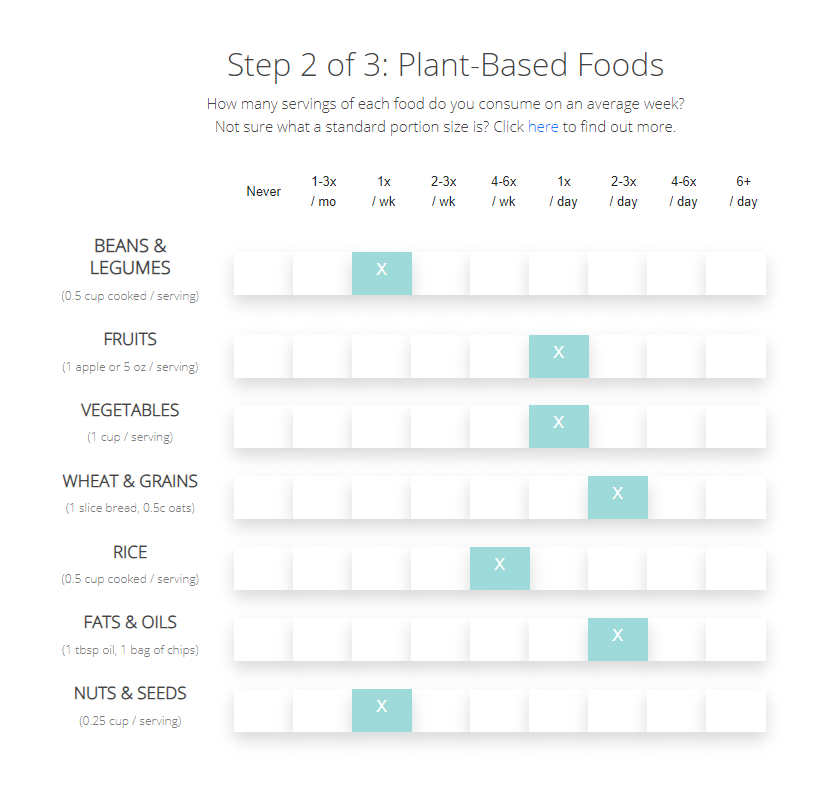 Step 2 of 3: Plant-Based Foods
How many servings of each food do you consume on an average week?
Not sure what a standard portion size is? Click here to find out more.
Never 1-3x 1x 2-3x 4-6x 1x 2-3x 4-6x 6+
/ mo / wk / wk / wk / day / day / day / day
BEANS &
LEGUMES
X
(0.5 cup cooked / serving)
FRUITS
X
(1 apple or 5 oz / serving)
VEGETABLES
X
(1 cup / serving)
WHEAT & GRAINS
X
(1 slice bread, 0.5c oats)
RICE
X
(0.5 cup cooked / serving)
FATS & OILS
X
(1 tbsp oil, 1 bag of chips)
NUTS & SEEDS
X
(0.25 cup / serving)